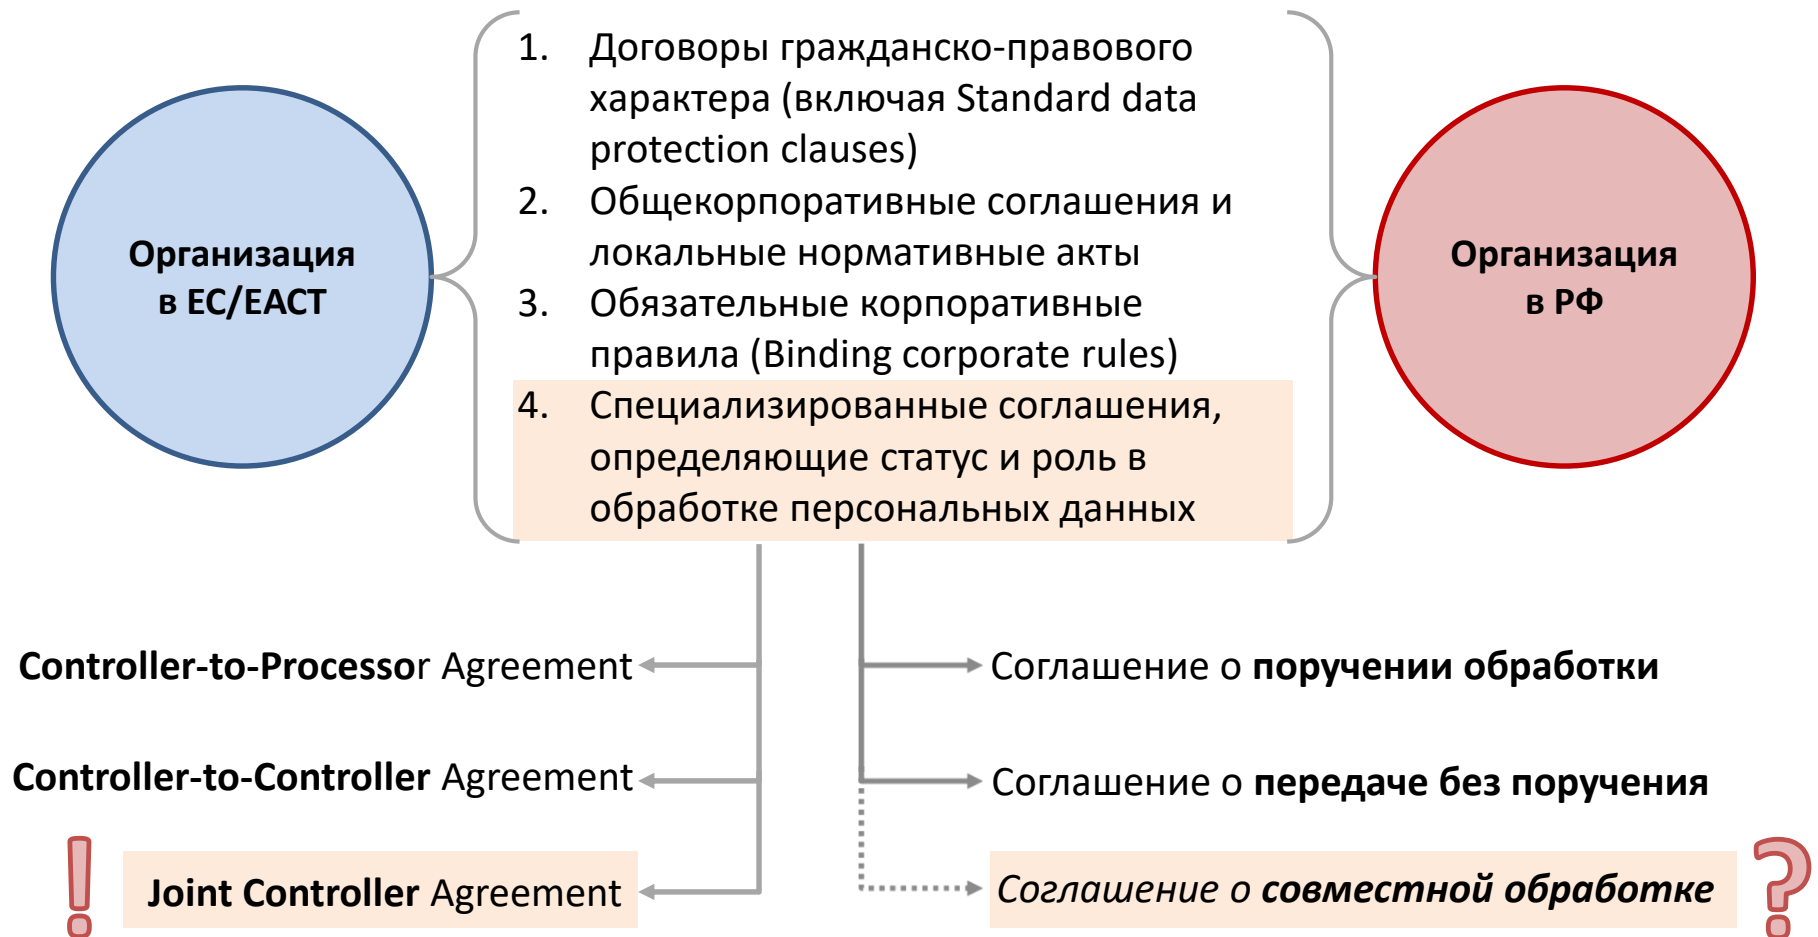 1. Договоры гражданско-правового
характера (включая Standard data
protection clauses)
2. Общекорпоративные соглашения и
локальные нормативные акты
3. Обязательные корпоративные
правила (Binding corporate rules)
4. Специализированные соглашения,
определяющие статус и роль в
обработке персональных данных
Организация
в ЕС/ЕАСТ
Организация
в РФ
Controller-to-Processor Agreement
Соглашение о поручении обработки
Controller-to-Controller Agreement
Соглашение о передаче без поручения
! Joint Controller Agreement
Соглашение о совместной обработке ?